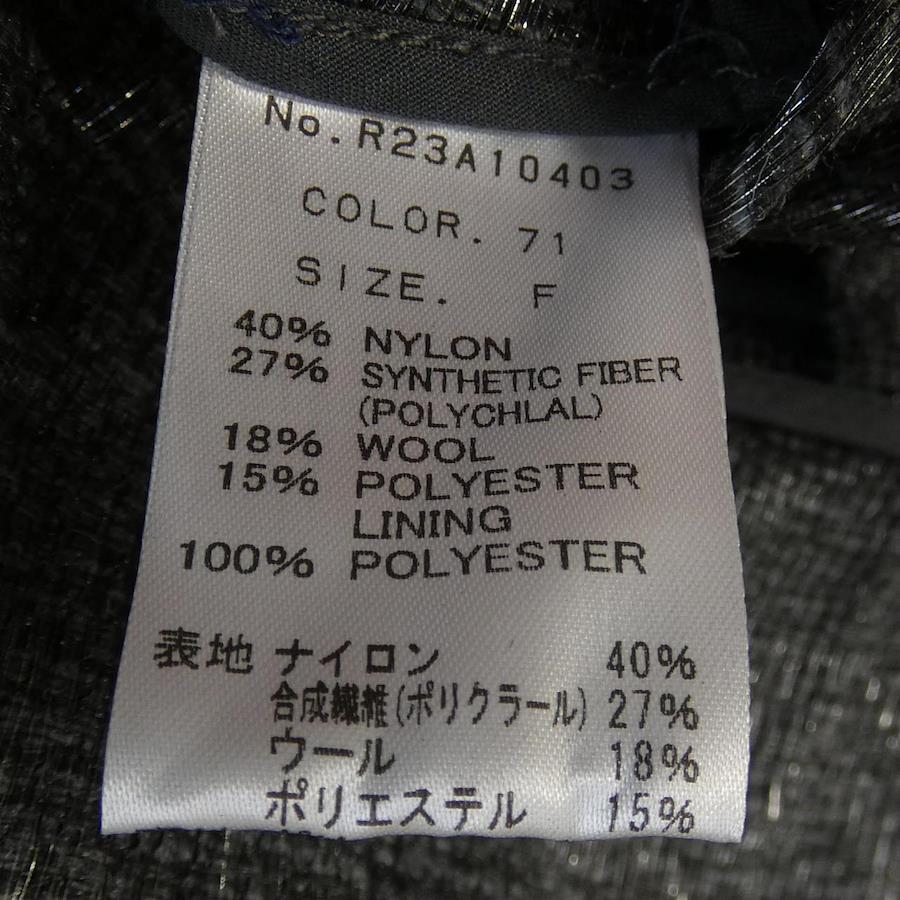 No.R23A10403
COLOR. 71
SIZE. F
40% NYLON
27% SYNTHETIC FIBER
(POLYCHLAL)
18% WOOL
15% POLYESTER
LINING
100% POLYESTER
表地 ナイロン 40%
合成繊維(ポリクラール) 27%
ウール 18%
ポリエステル 15%